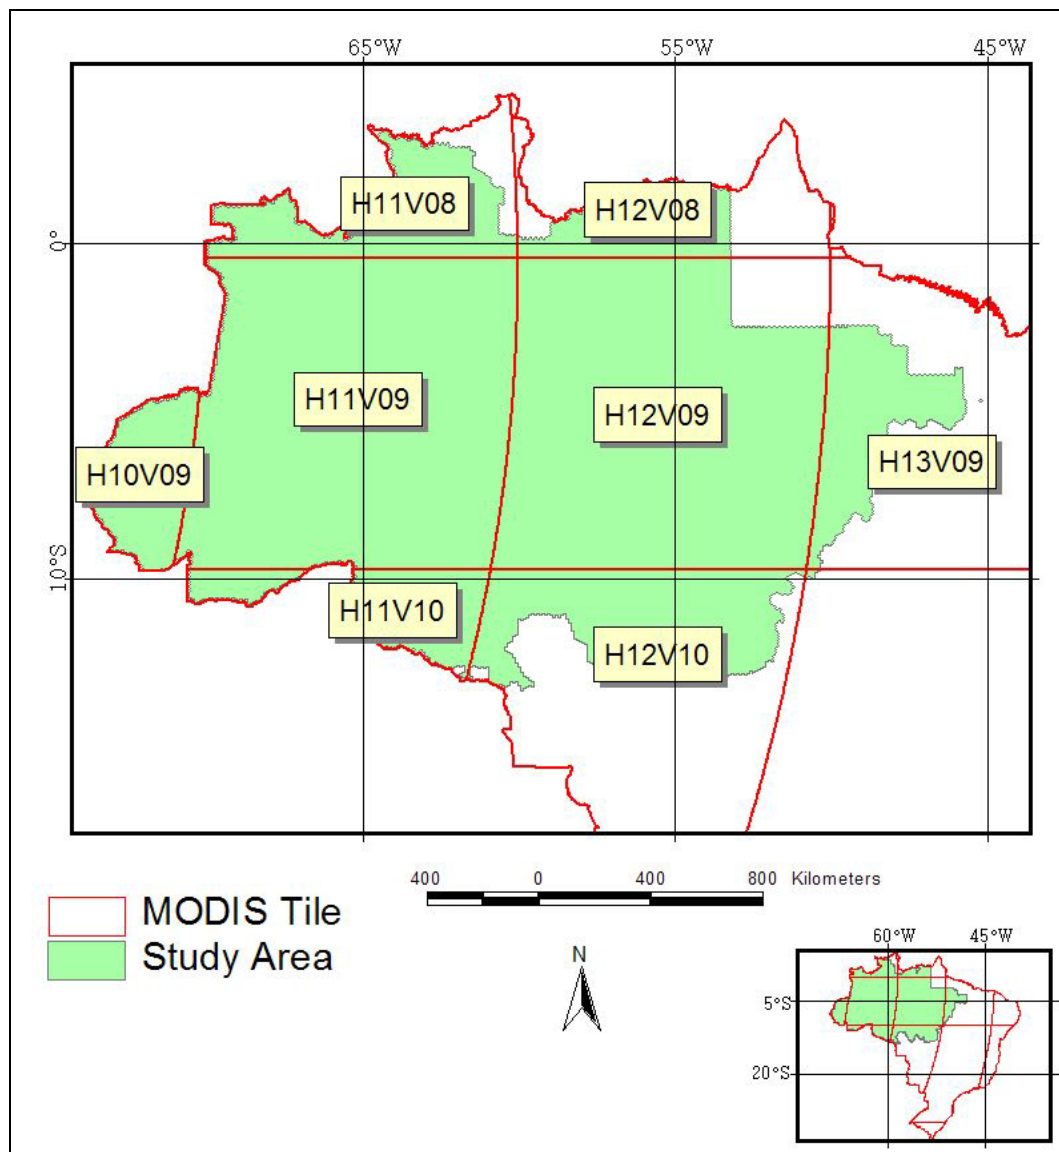 65°W 55°W 45°W
H11V08
H12V08
0°
H11V09
H12V09
H13V09
H10V09
10°S
H11V10
H12V10
400 0 400 800 Kilometers
MODIS Tile
Study Area
N
60°W 45°W
5°S
20°S